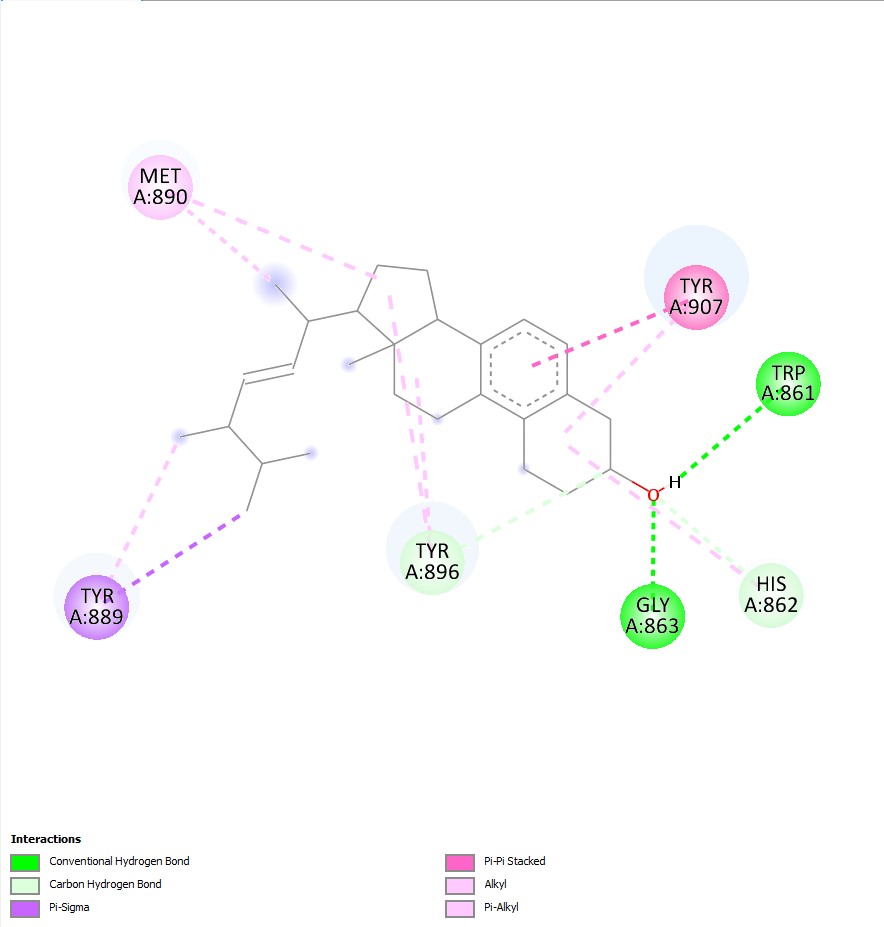 MET
A:890
TYR
A:907
TRP
A:861
H
O
TYR
A:896
HIS
A:862
TYR
A:889
GLY
A:863
Interactions
Conventional Hydrogen Bond
Carbon Hydrogen Bond
Pi-Sigma
Pi-Pi Stacked
Alkyl
Pi-Alkyl